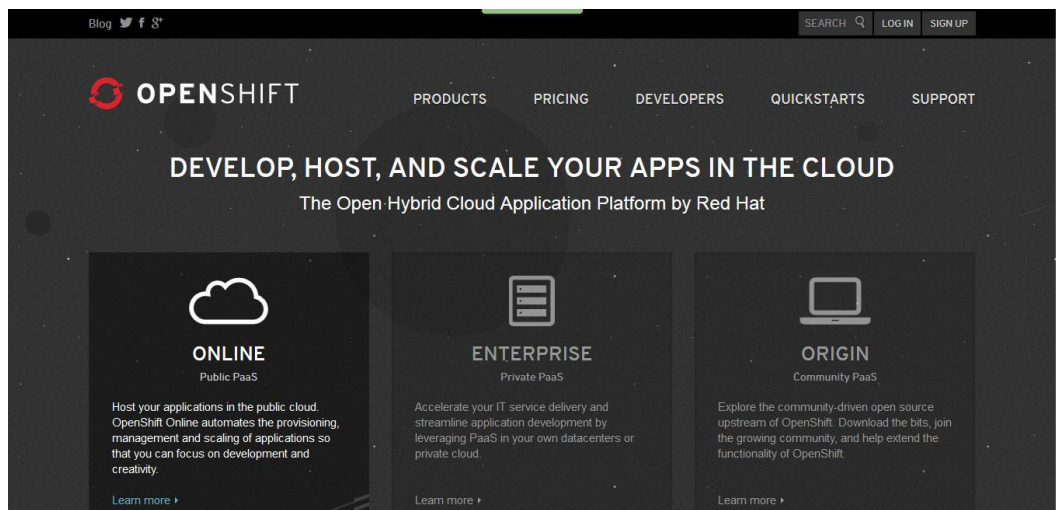 Blog
SEARCH LOG IN SIGN UP
OPENSHIFT
PRODUCTS PRICING DEVELOPERS QUICKSTARTS SUPPORT
DEVELOP, HOST, AND SCALE YOUR APPS IN THE CLOUD
The Open Hybrid Cloud Application Platform by Red Hat
ONLINE
Public PaaS
Host your applications in the public cloud.
OpenShift Online automates the provisioning,
management and scaling of applications so
that you can focus on development and
creativity.
Learn more
ENTERPRISE
Private PaaS
Accelerate your IT service delivery and
streamline application development by
leveraging PaaS in your own datacenters or
private cloud.
Learn more
ORIGIN
Community PaaS
Explore the community-driven open source
upstream of OpenShift. Download the bits, join
the growing community, and help extend the
functionality of OpenShift.
Learn more